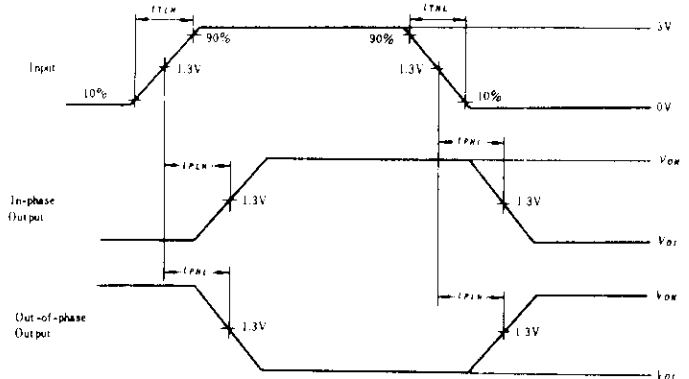 tTLH
tTHL
3V
90%
90%
Input
1.3V
1.3V
10%
10%
0V
tPLH
tPHL
VOH
In-phase
Output
1.3V
1.3V
VOL
tPHL
tPLH
VOH
Out-of-phase
Output
1.3V
1.3V
VOL